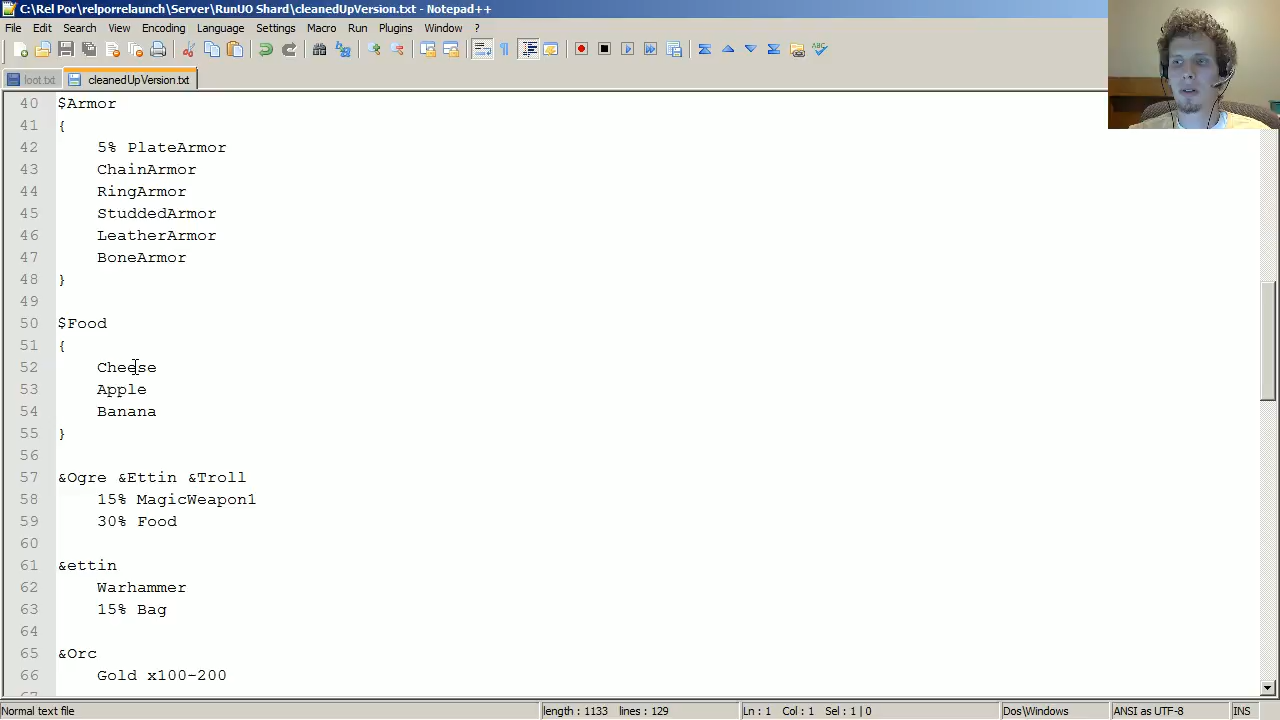 C:\Rel Por\relporrelaunch\Server\RunUO Shard\cleanedUpVersion.txt - Notepad++
File Edit Search View Encoding Language Settings Macro Run Plugins Window ?
loot.txt cleanedUpVersion.txt
40 $Armor
41 {
42 5% PlateArmor
43 ChainArmor
44 RingArmor
45 StuddedArmor
46 LeatherArmor
47 BoneArmor
48 }
49
50 $Food
51 {
52 Cheese
53 Apple
54 Banana
55 }
56
57 &Ogre &Ettin &Troll
58 15% MagicWeapon1
59 30% Food
60
61 &ettin
62 Warhammer
63 15% Bag
64
65 &Orc
66 Gold x100-200
67
Normal text file length : 1133 lines : 129 Ln : 1 Col : 1 Sel : 1 | 0 Dos\Windows ANSI as UTF-8 INS